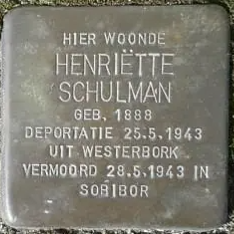 HIER WOONDE
HENRIËTTE
SCHULMAN
GEB. 1888
DEPORTATIE 25.5.1943
UIT WESTERBORK
VERMOORD 28.5.1943 IN
SOBIBOR